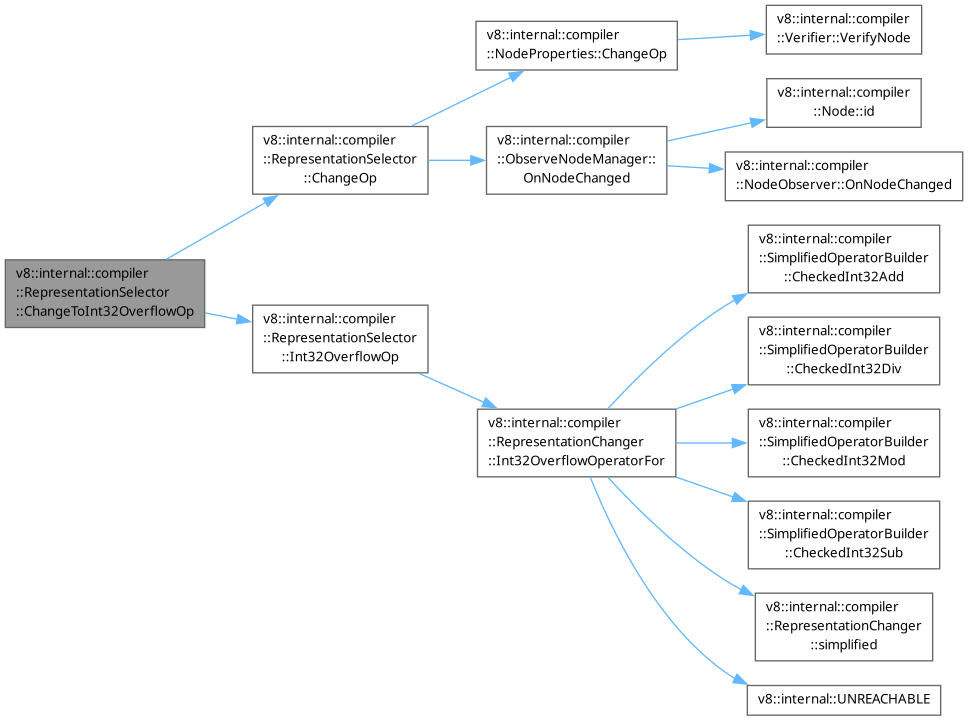 v8::internal::compiler
::RepresentationSelector
::ChangeToInt32OverflowOp
v8::internal::compiler
::RepresentationSelector
::ChangeOp
v8::internal::compiler
::NodeProperties::ChangeOp
v8::internal::compiler
::Verifier::VerifyNode
v8::internal::compiler
::ObserveNodeManager::
OnNodeChanged
v8::internal::compiler
::Node::id
v8::internal::compiler
::NodeObserver::OnNodeChanged
v8::internal::compiler
::RepresentationSelector
::Int32OverflowOp
v8::internal::compiler
::RepresentationChanger
::Int32OverflowOperatorFor
v8::internal::compiler
::SimplifiedOperatorBuilder
::CheckedInt32Add
v8::internal::compiler
::SimplifiedOperatorBuilder
::CheckedInt32Div
v8::internal::compiler
::SimplifiedOperatorBuilder
::CheckedInt32Mod
v8::internal::compiler
::SimplifiedOperatorBuilder
::CheckedInt32Sub
v8::internal::compiler
::RepresentationChanger
::simplified
v8::internal::UNREACHABLE